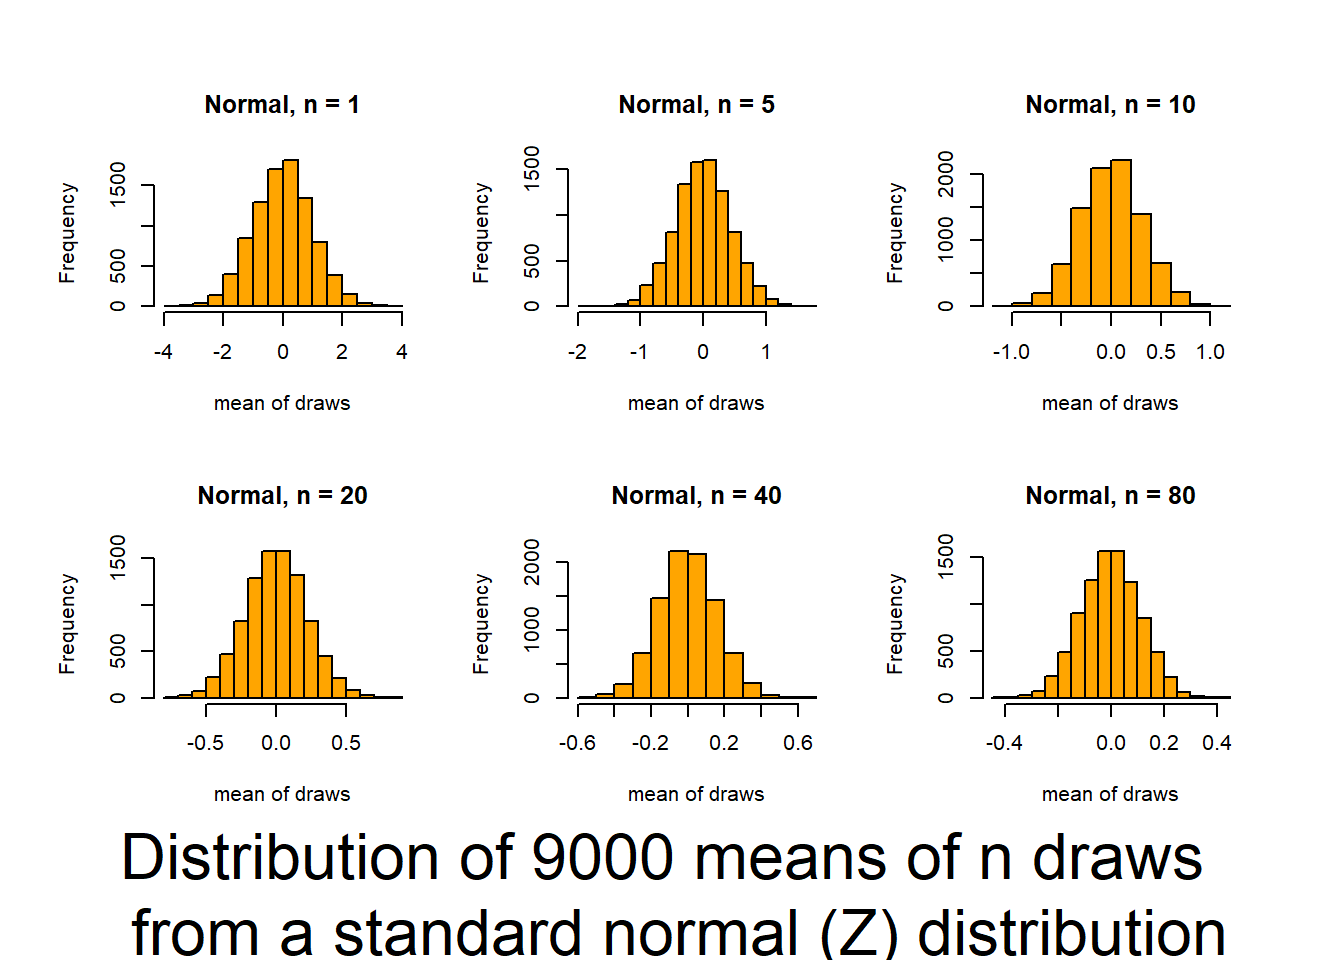 Normal, n = 1
Frequency
0 500 1500
-4 -2 0 2 4
mean of draws
Normal, n = 5
Frequency
0 500 1500
-2 -1 0 1
mean of draws
Normal, n = 10
Frequency
0 1000 2000
-1.0 0.0 0.5 1.0
mean of draws
Normal, n = 20
Frequency
0 500 1500
-0.5 0.0 0.5
mean of draws
Normal, n = 40
Frequency
0 1000 2000
-0.6 -0.2 0.2 0.6
mean of draws
Normal, n = 80
Frequency
0 500 1500
-0.4 0.0 0.2 0.4
mean of draws
Distribution of 9000 means of n draws
from a standard normal (Z) distribution